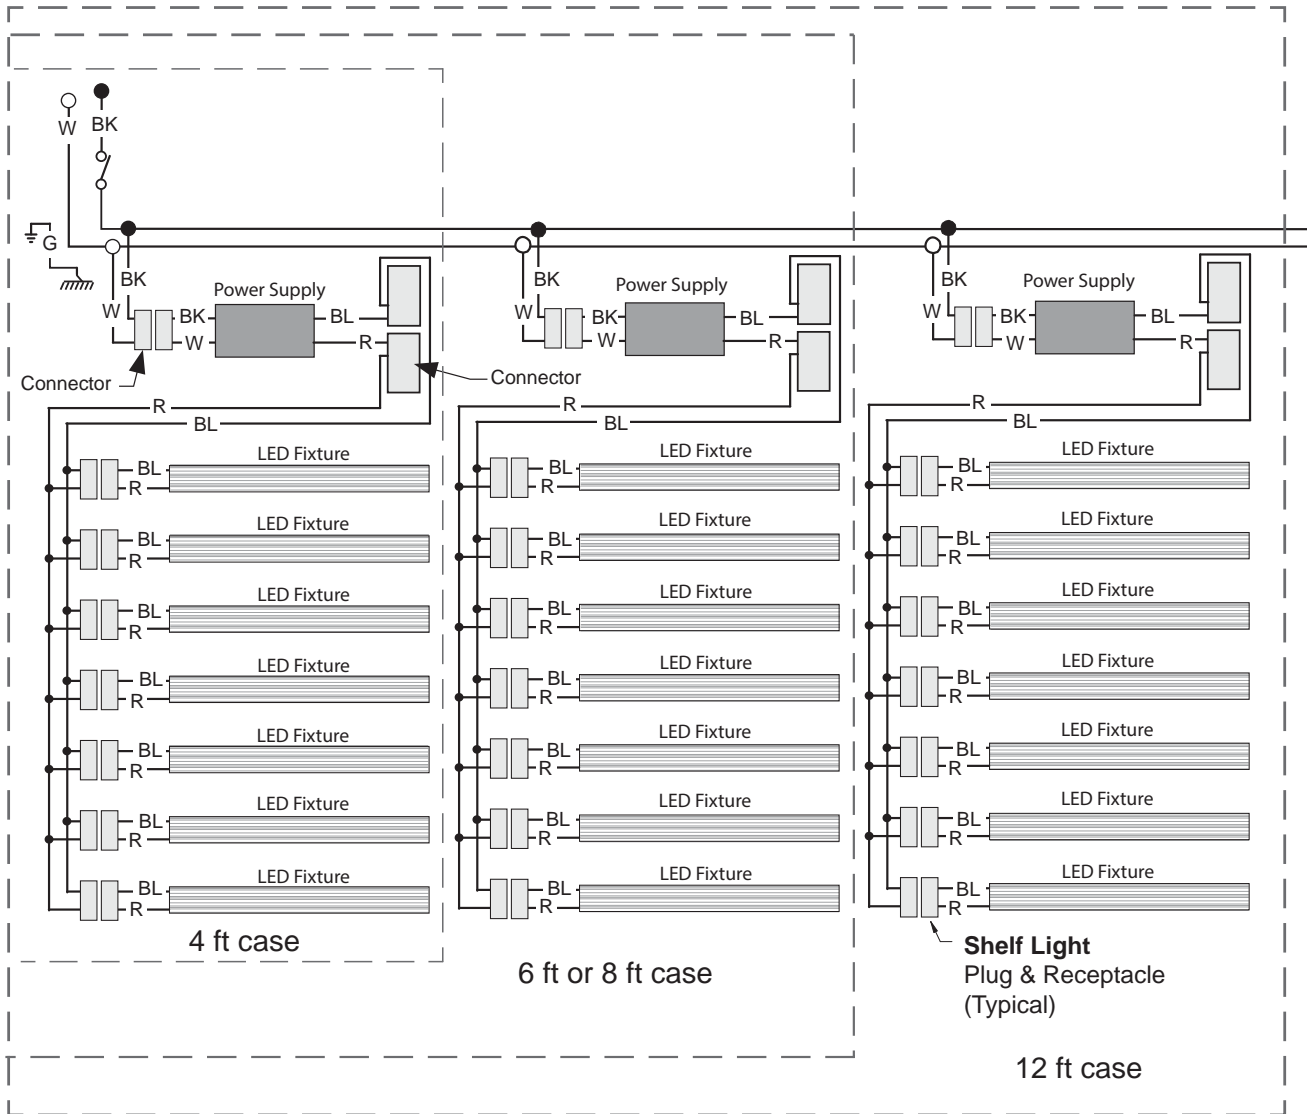 W
BK
G
BK
W
Power Supply
BK
W
BL
R
Connector
Connector
R
BL
LED Fixture
BL
R
LED Fixture
BL
R
LED Fixture
BL
R
LED Fixture
BL
R
LED Fixture
BL
R
LED Fixture
BL
R
LED Fixture
BL
R
4 ft case
BK
W
Power Supply
BK
W
BL
R
R
BL
LED Fixture
BL
R
LED Fixture
BL
R
LED Fixture
BL
R
LED Fixture
BL
R
LED Fixture
BL
R
LED Fixture
BL
R
LED Fixture
BL
R
6 ft or 8 ft case
BK
W
Power Supply
BK
W
BL
R
R
BL
LED Fixture
BL
R
LED Fixture
BL
R
LED Fixture
BL
R
LED Fixture
BL
R
LED Fixture
BL
R
LED Fixture
BL
R
LED Fixture
BL
R
Shelf Light
Plug & Receptacle
(Typical)
12 ft case